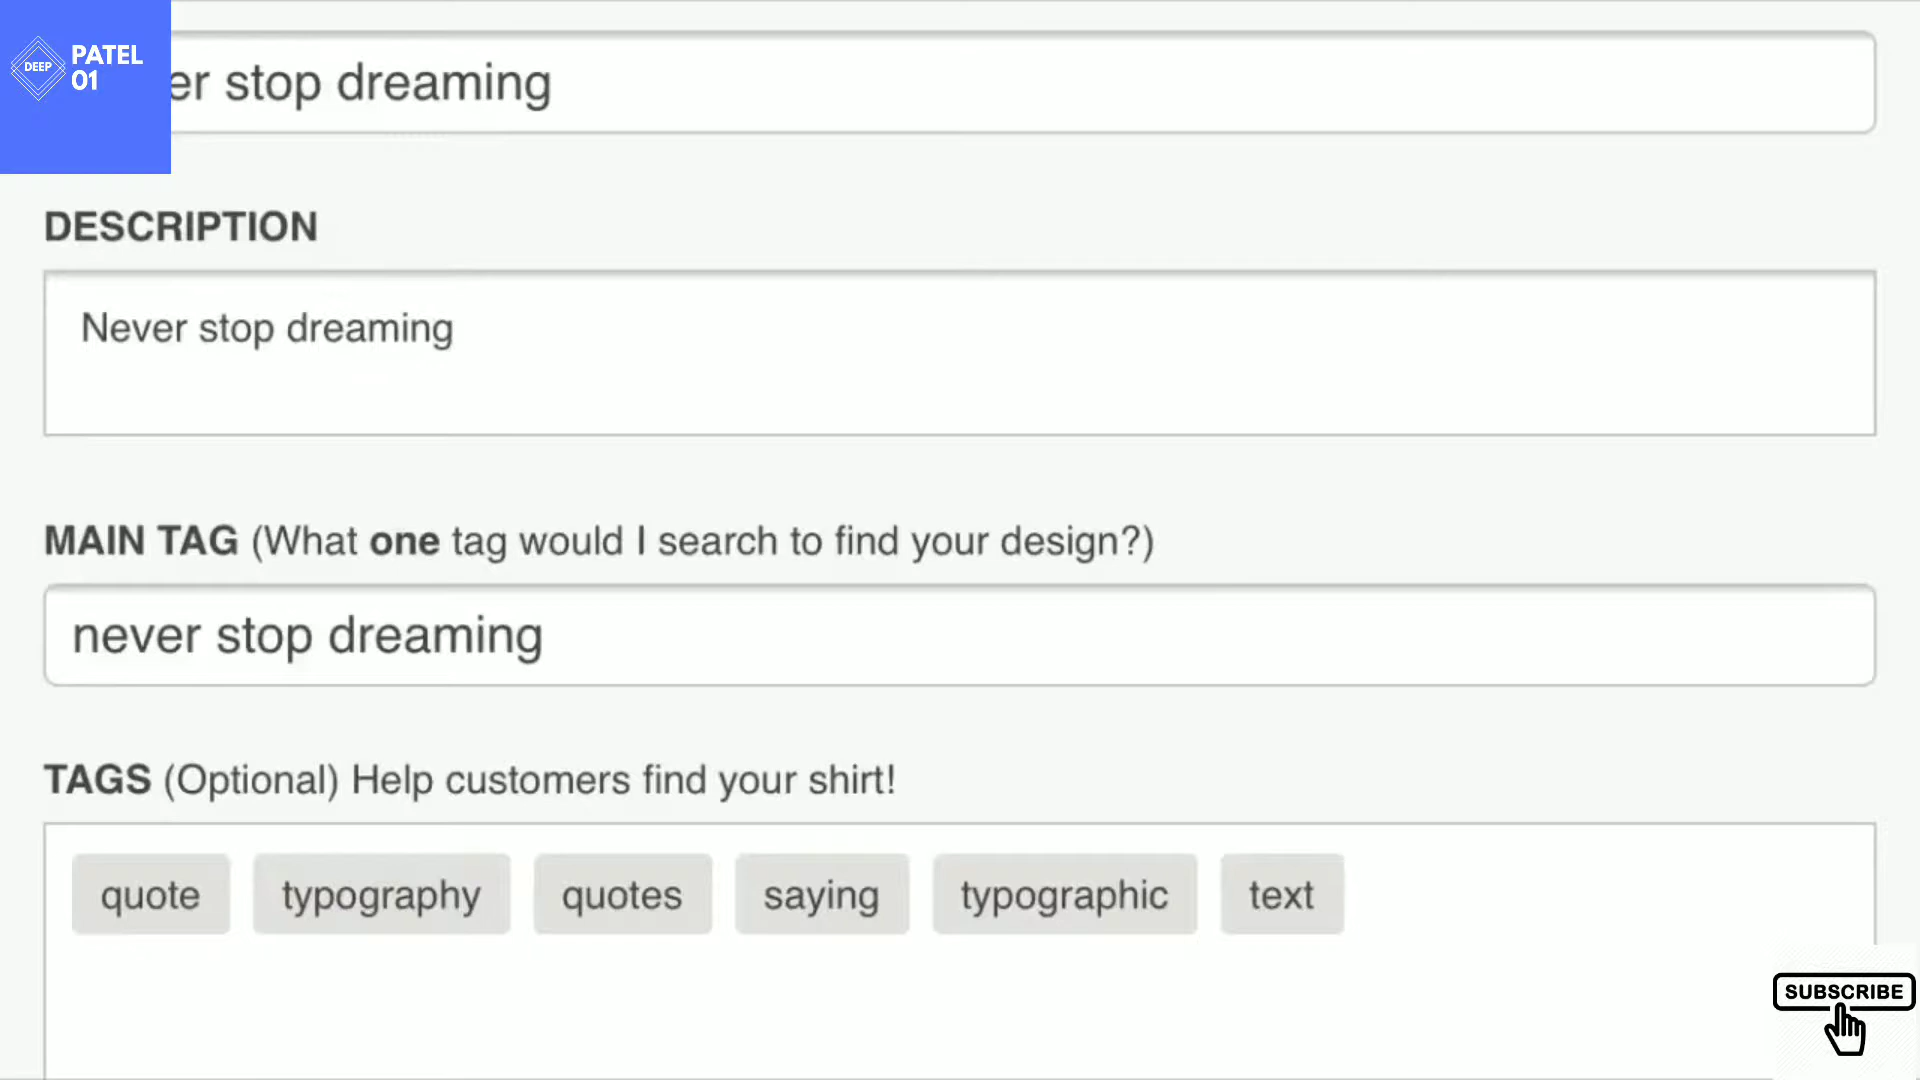 DEEP
PATEL
01
er stop dreaming
DESCRIPTION
Never stop dreaming
MAIN TAG (What one tag would I search to find your design?)
never stop dreaming
TAGS (Optional) Help customers find your shirt!
quote typography quotes saying typographic text
SUBSCRIBE